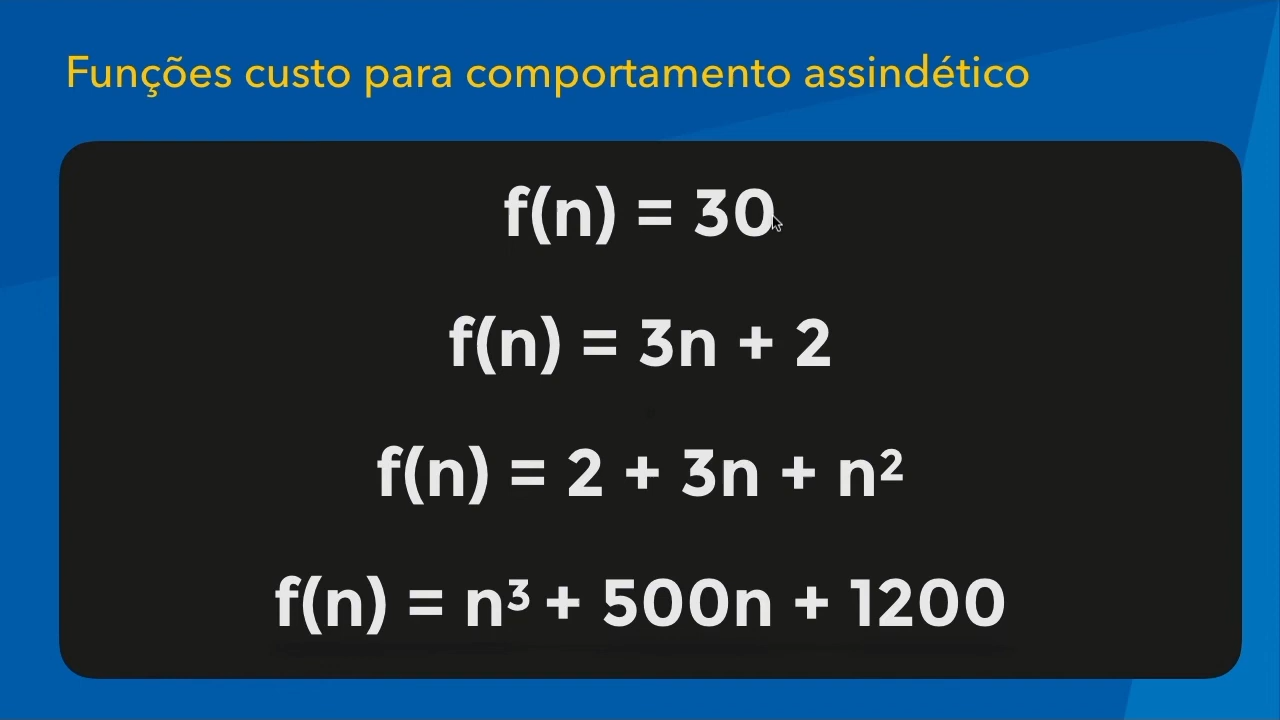 Funções custo para comportamento assindético
f(n) = 30
f(n) = 3n + 2
f(n) = 2 + 3n + n²
f(n) = n³ + 500n + 1200